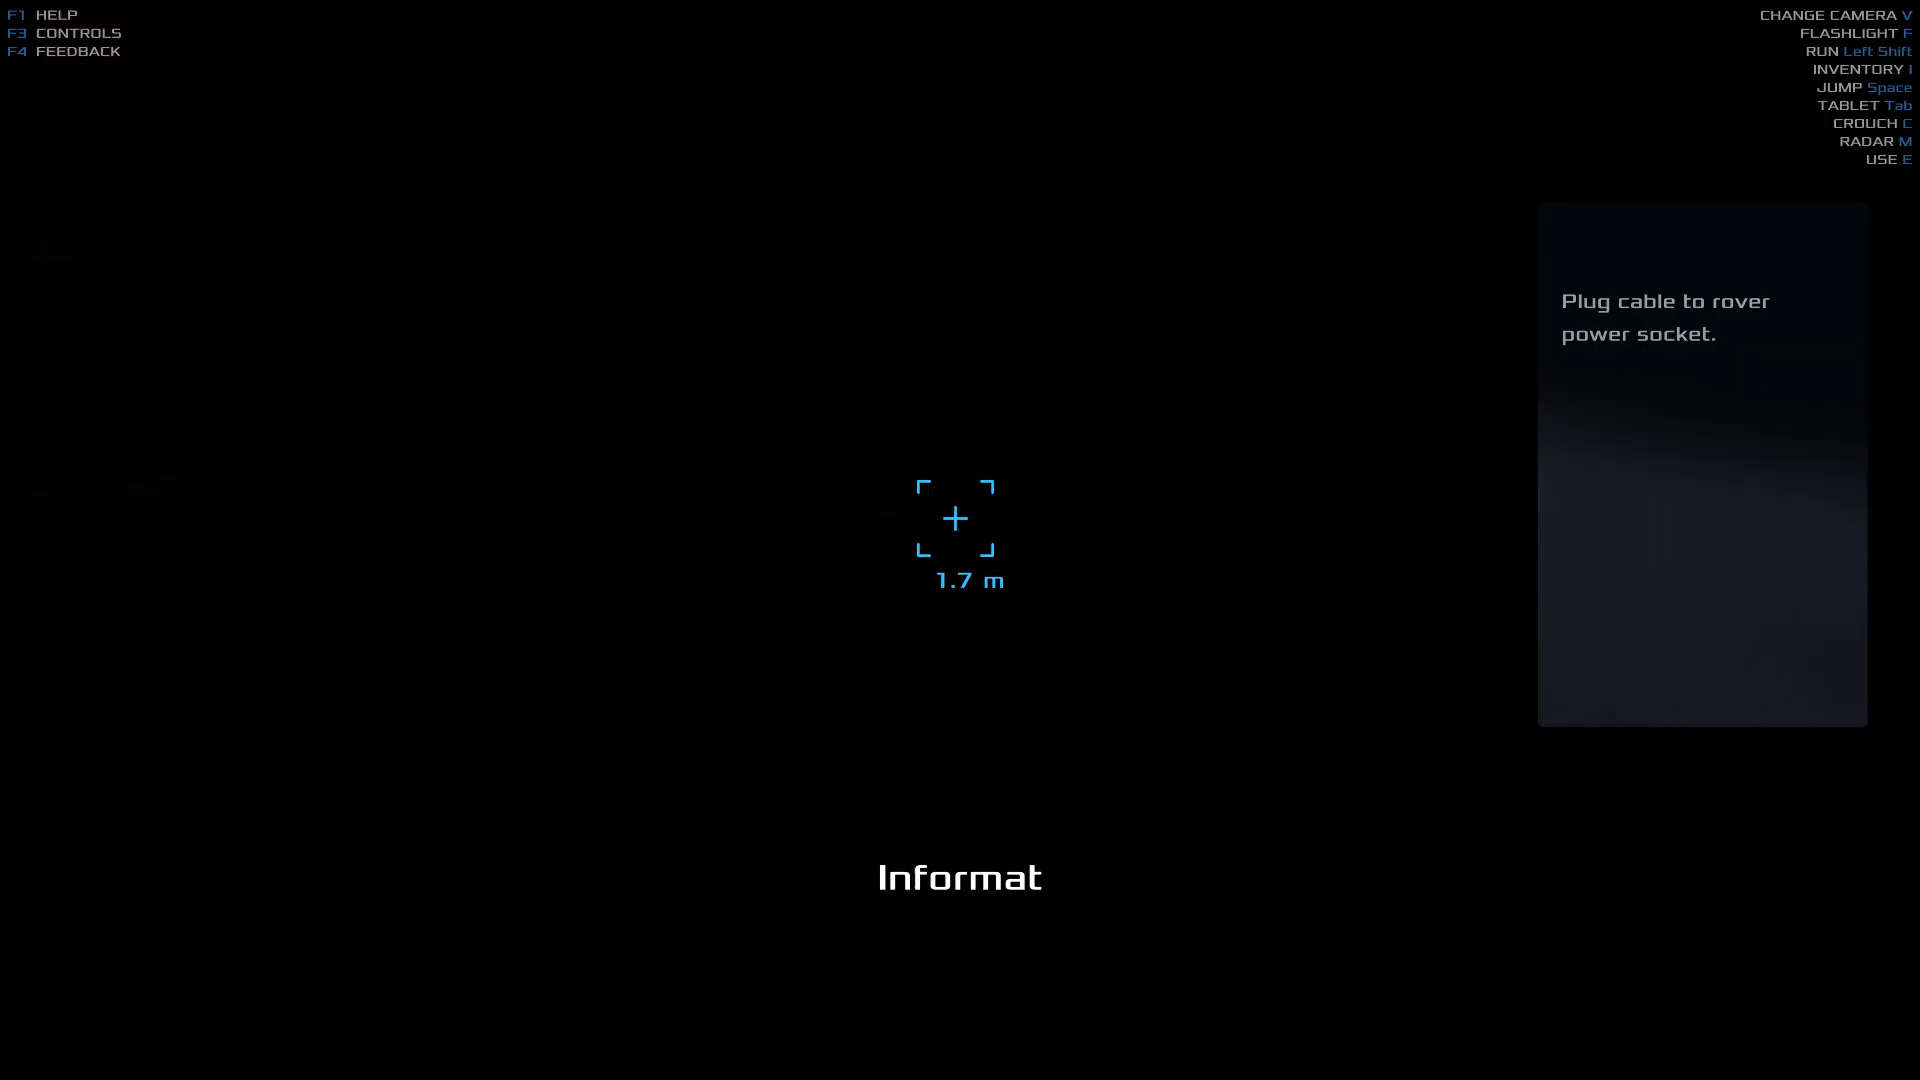 F1 HELP
F3 CONTROLS
F4 FEEDBACK
CHANGE CAMERA V
FLASHLIGHT F
RUN Left Shift
INVENTORY I
JUMP Space
TABLET Tab
CROUCH C
RADAR M
USE E
Plug cable to rover
power socket.
1.7 m
Informat